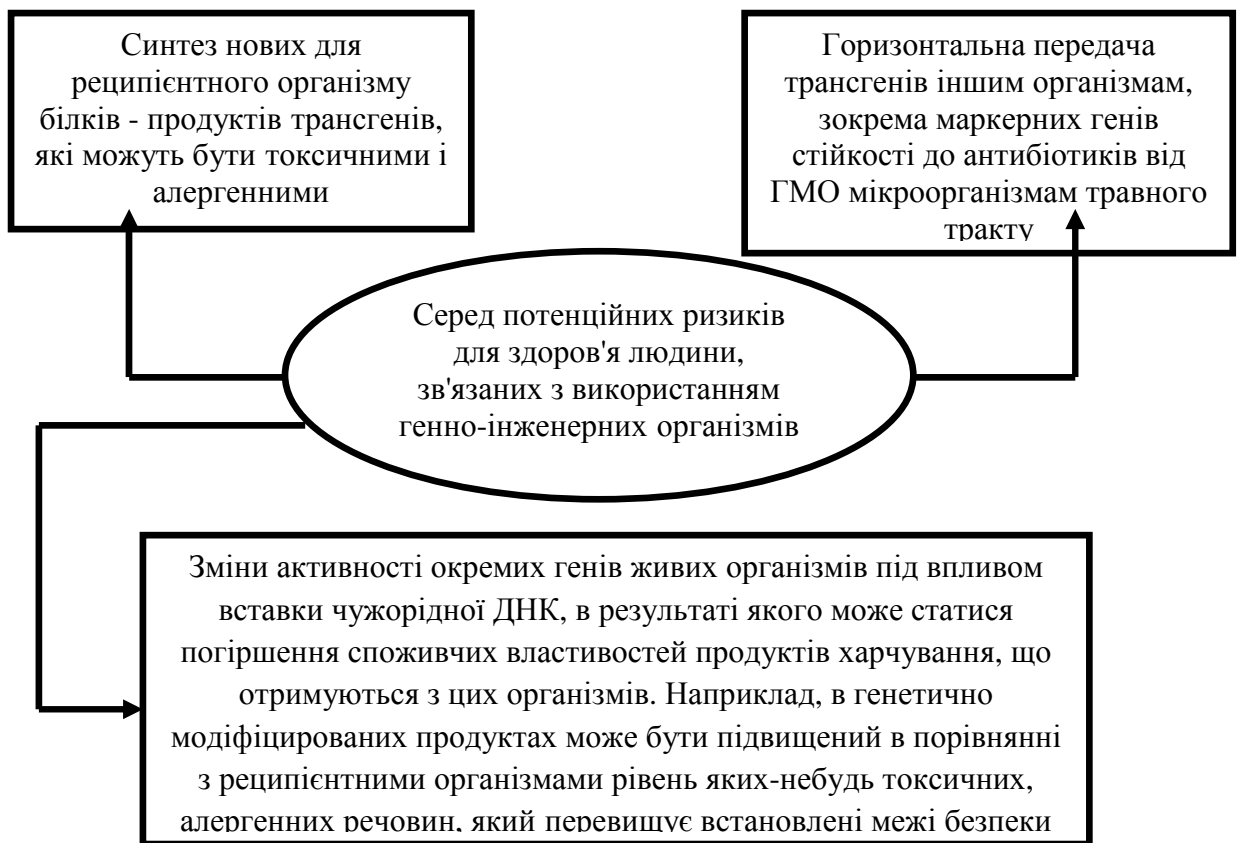 Синтез нових для
реципієнтного організму
білків - продуктів трансгенів,
які можуть бути токсичними і
алергенними
Горизонтальна передача
трансгенів іншим організмам,
зокрема маркерних генів
стійкості до антибіотиків від
ГМО мікроорганізмам травного
тракту
Серед потенційних ризиків
для здоров'я людини,
зв'язаних з використанням
генно-інженерних організмів
Зміни активності окремих генів живих організмів під впливом
вставки чужорідної ДНК, в результаті якого може статися
погіршення споживчих властивостей продуктів харчування, що
отримуються з цих організмів. Наприклад, в генетично
модіфіцированих продуктах може бути підвищений в порівнянні
з реципієнтними організмами рівень яких-небудь токсичних,
алергенних речовин, який перевищує встановлені межі безпеки